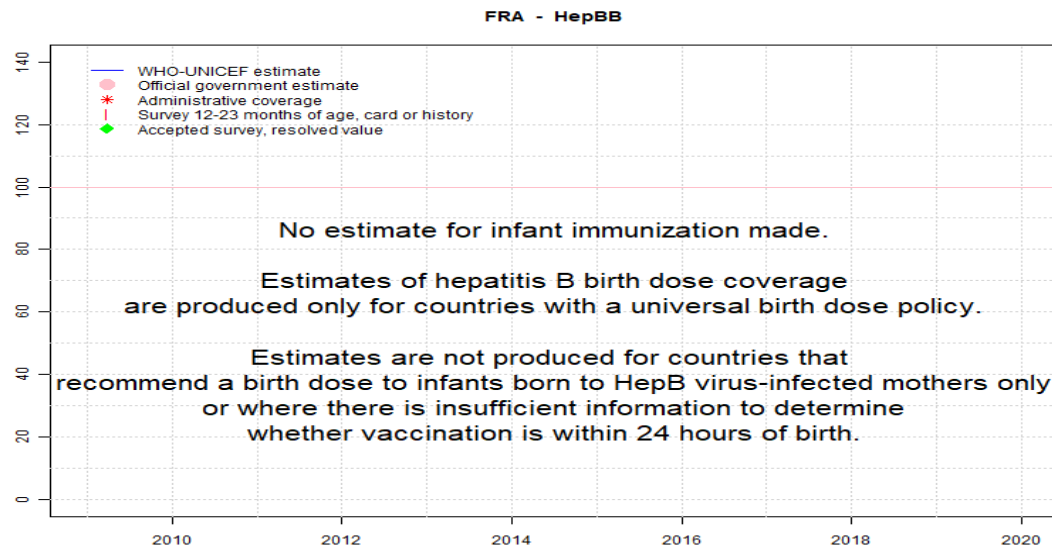 FRA - HepBB
140
120
100
80
60
40
20
0
WHO-UNICEF estimate
Official government estimate
Administrative coverage
Survey 12-23 months of age, card or history
Accepted survey, resolved value
No estimate for infant immunization made.
Estimates of hepatitis B birth dose coverage
are produced only for countries with a universal birth dose policy.
Estimates are not produced for countries that
recommend a birth dose to infants born to HepB virus-infected mothers only
or where there is insufficient information to determine
whether vaccination is within 24 hours of birth.
2010 2012 2014 2016 2018 2020